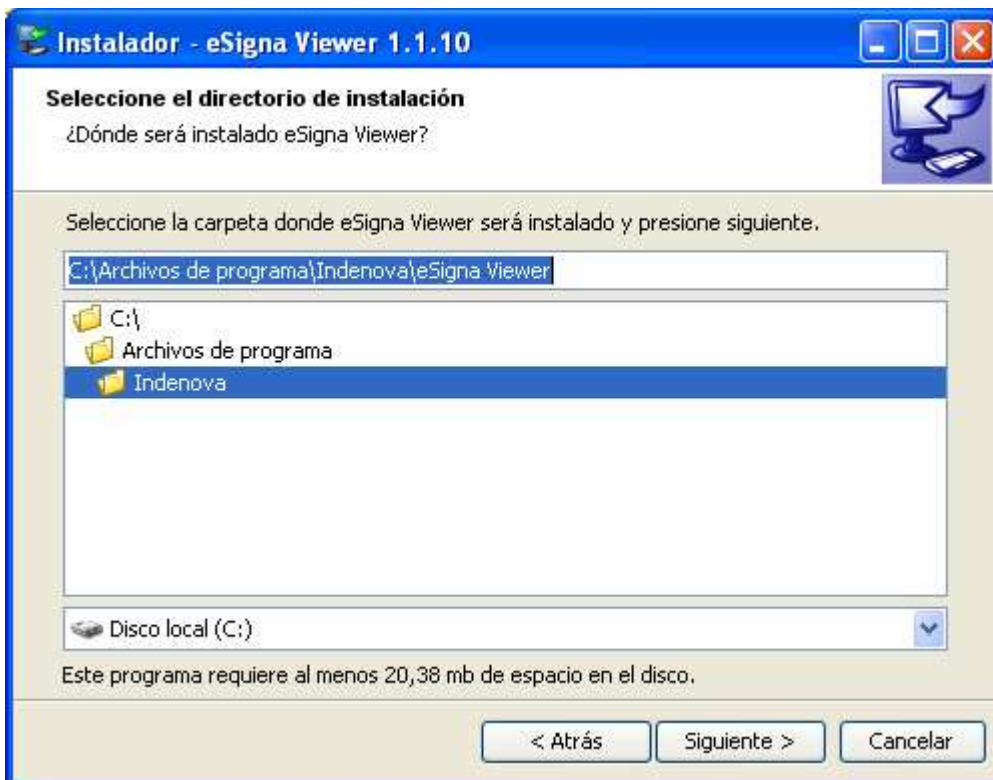 Instalador - eSigna Viewer 1.1.10
Seleccione el directorio de instalación
¿Dónde será instalado eSigna Viewer?
Seleccione la carpeta donde eSigna Viewer será instalado y presione siguiente.
C:\Archivos de programa\Indenova\eSigna Viewer
C:\
Archivos de programa
Indenova
Disco local (C:)
Este programa requiere al menos 20,38 mb de espacio en el disco.
< Atrás Siguiente > Cancelar